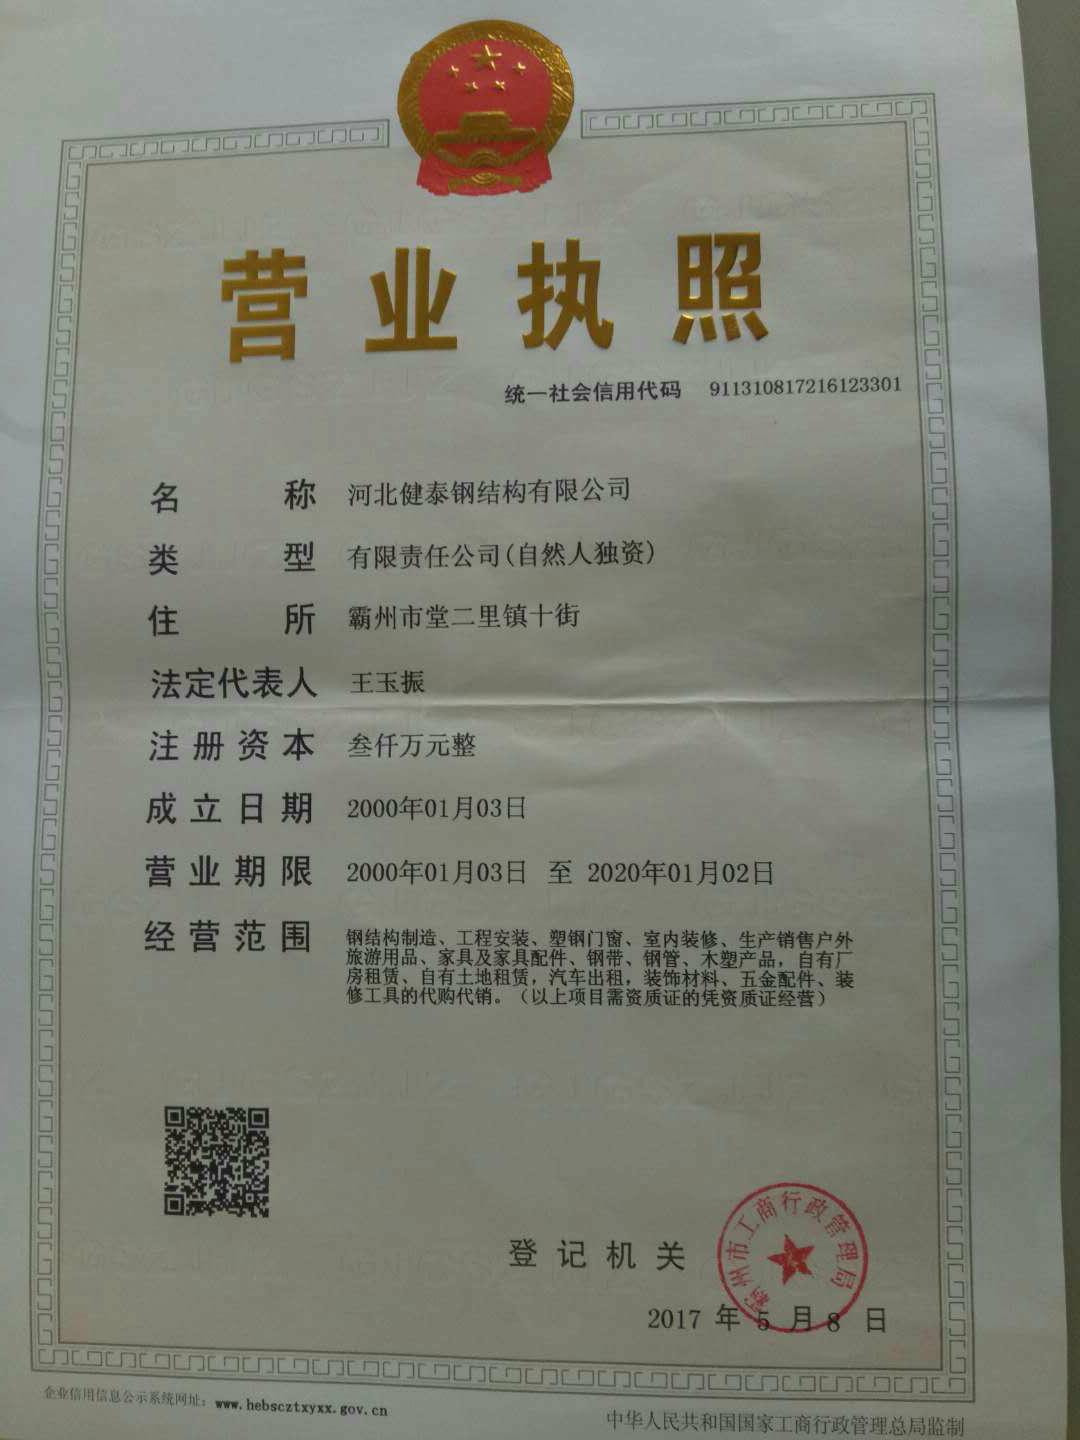 营业执照
统一社会信用代码 911310817216123301
名称 河北健泰钢结构有限公司
类型 有限责任公司(自然人独资)
住所 霸州市堂二里镇十街
法定代表人 王玉振
注册资本 叁仟万元整
成立日期 2000年01月03日
营业期限 2000年01月03日 至 2020年01月02日
经营范围 钢结构制造、工程安装、塑钢门窗、室内装修、生产销售户外
旅游用品、家具及家具配件、钢带、钢管、木塑产品，自有厂
房租赁、自有土地租赁，汽车出租，装饰材料、五金配件、装
修工具的代购代销。（以上项目需资质证的凭资质证经营）
霸州市工商行政管理局
登记机关
2017 年 5 月 8 日
企业信用信息公示系统网址：www.hebscztxyxx.gov.cn
中华人民共和国国家工商行政管理总局监制